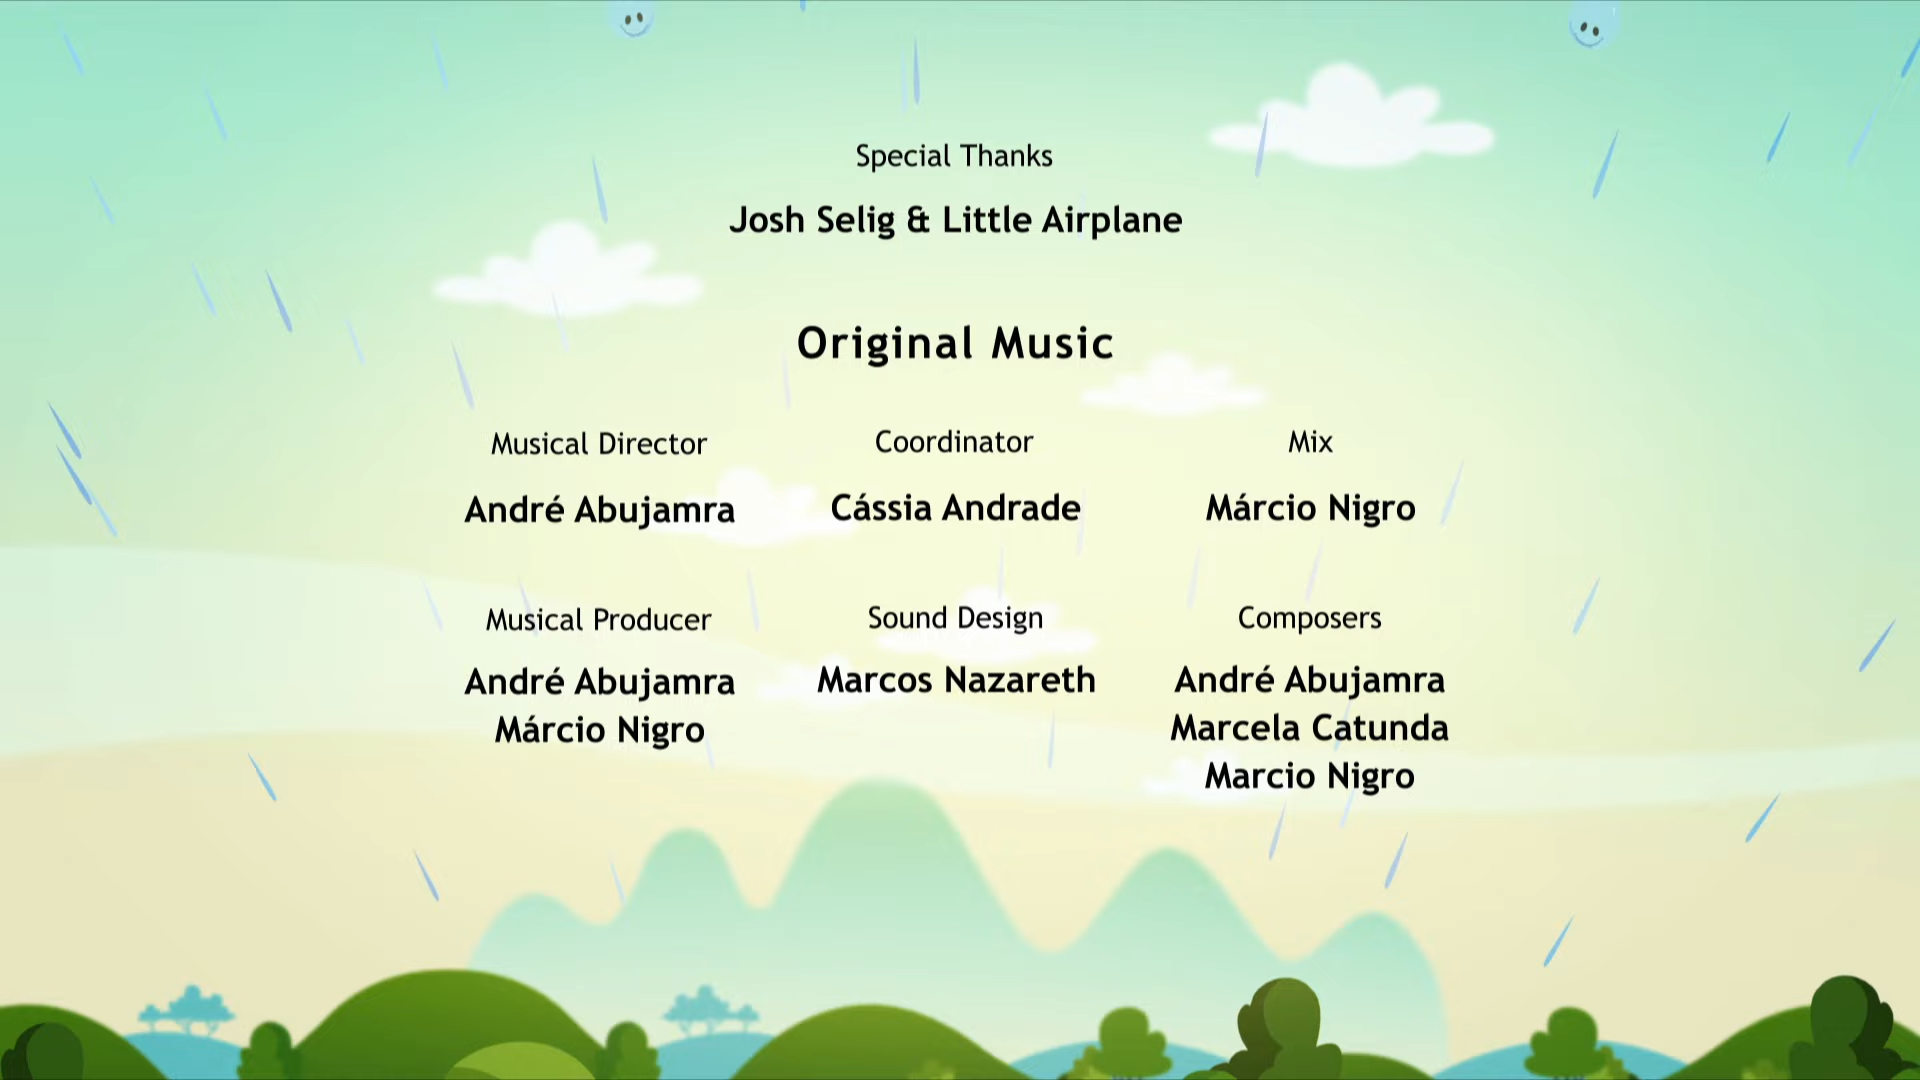 Special Thanks
Josh Selig & Little Airplane
Original Music
Musical Director
André Abujamra
Coordinator
Cássia Andrade
Mix
Márcio Nigro
Musical Producer
André Abujamra
Márcio Nigro
Sound Design
Marcos Nazareth
Composers
André Abujamra
Marcela Catunda
Marcio Nigro